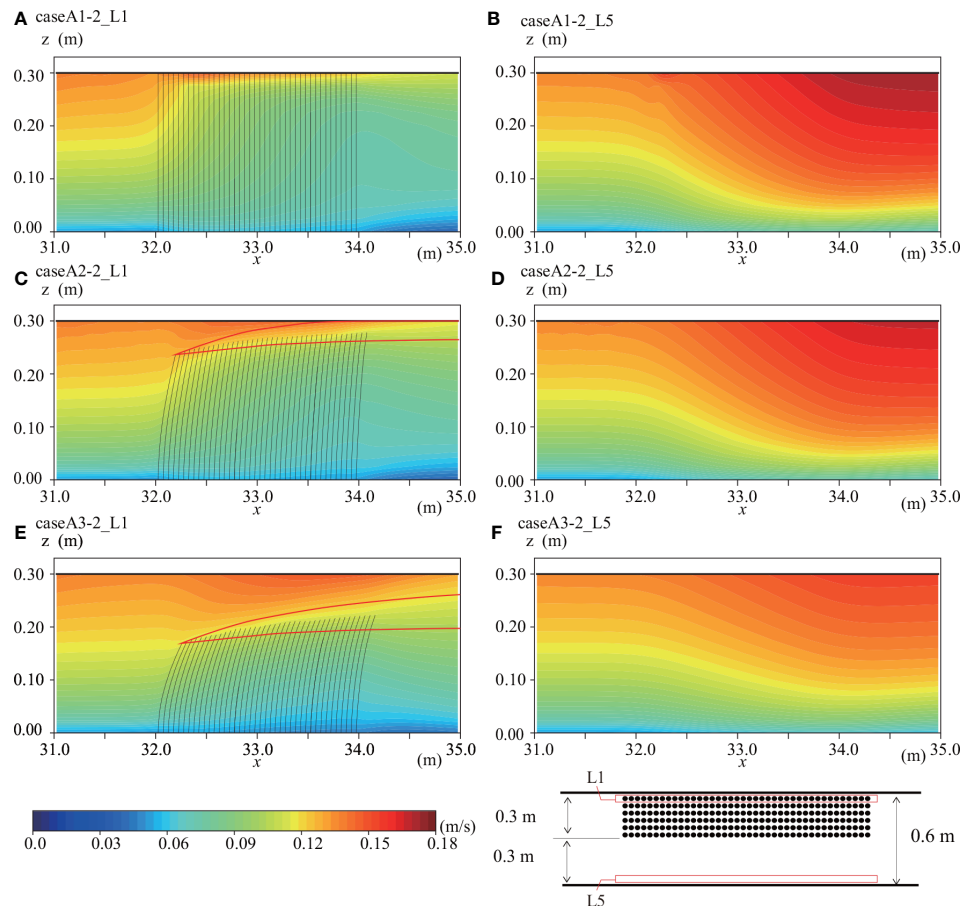 A caseA1-2_L1
z (m)
0.30
0.20
0.10
0.00
31.0 32.0 33.0 34.0 35.0
x (m)
B caseA1-2_L5
z (m)
0.30
0.20
0.10
0.00
31.0 32.0 33.0 34.0 35.0
x (m)
C caseA2-2_L1
z (m)
0.30
0.20
0.10
0.00
31.0 32.0 33.0 34.0 35.0
x (m)
D caseA2-2_L5
z (m)
0.30
0.20
0.10
0.00
31.0 32.0 33.0 34.0 35.0
x (m)
E caseA3-2_L1
z (m)
0.30
0.20
0.10
0.00
31.0 32.0 33.0 34.0 35.0
x (m)
F caseA3-2_L5
z (m)
0.30
0.20
0.10
0.00
31.0 32.0 33.0 34.0 35.0
x (m)
(m/s)
0.0 0.03 0.06 0.09 0.12 0.15 0.18
L1
0.3 m
0.6 m
0.3 m
L5